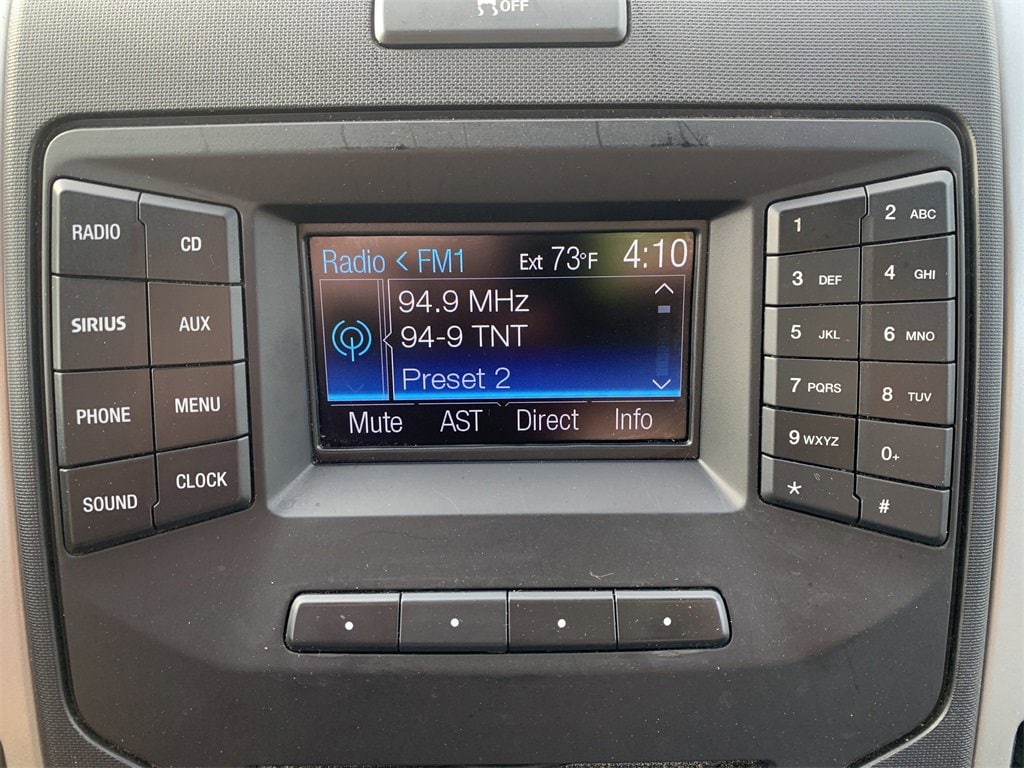 OFF
RADIO
CD
SIRIUS
AUX
PHONE
MENU
SOUND
CLOCK
Radio < FM1 Ext 73°F 4:10
94.9 MHz
94-9 TNT
Preset 2
Mute AST Direct Info
1
2 ABC
3 DEF
4 GHI
5 JKL
6 MNO
7 PQRS
8 TUV
9 WXYZ
0+
*
#